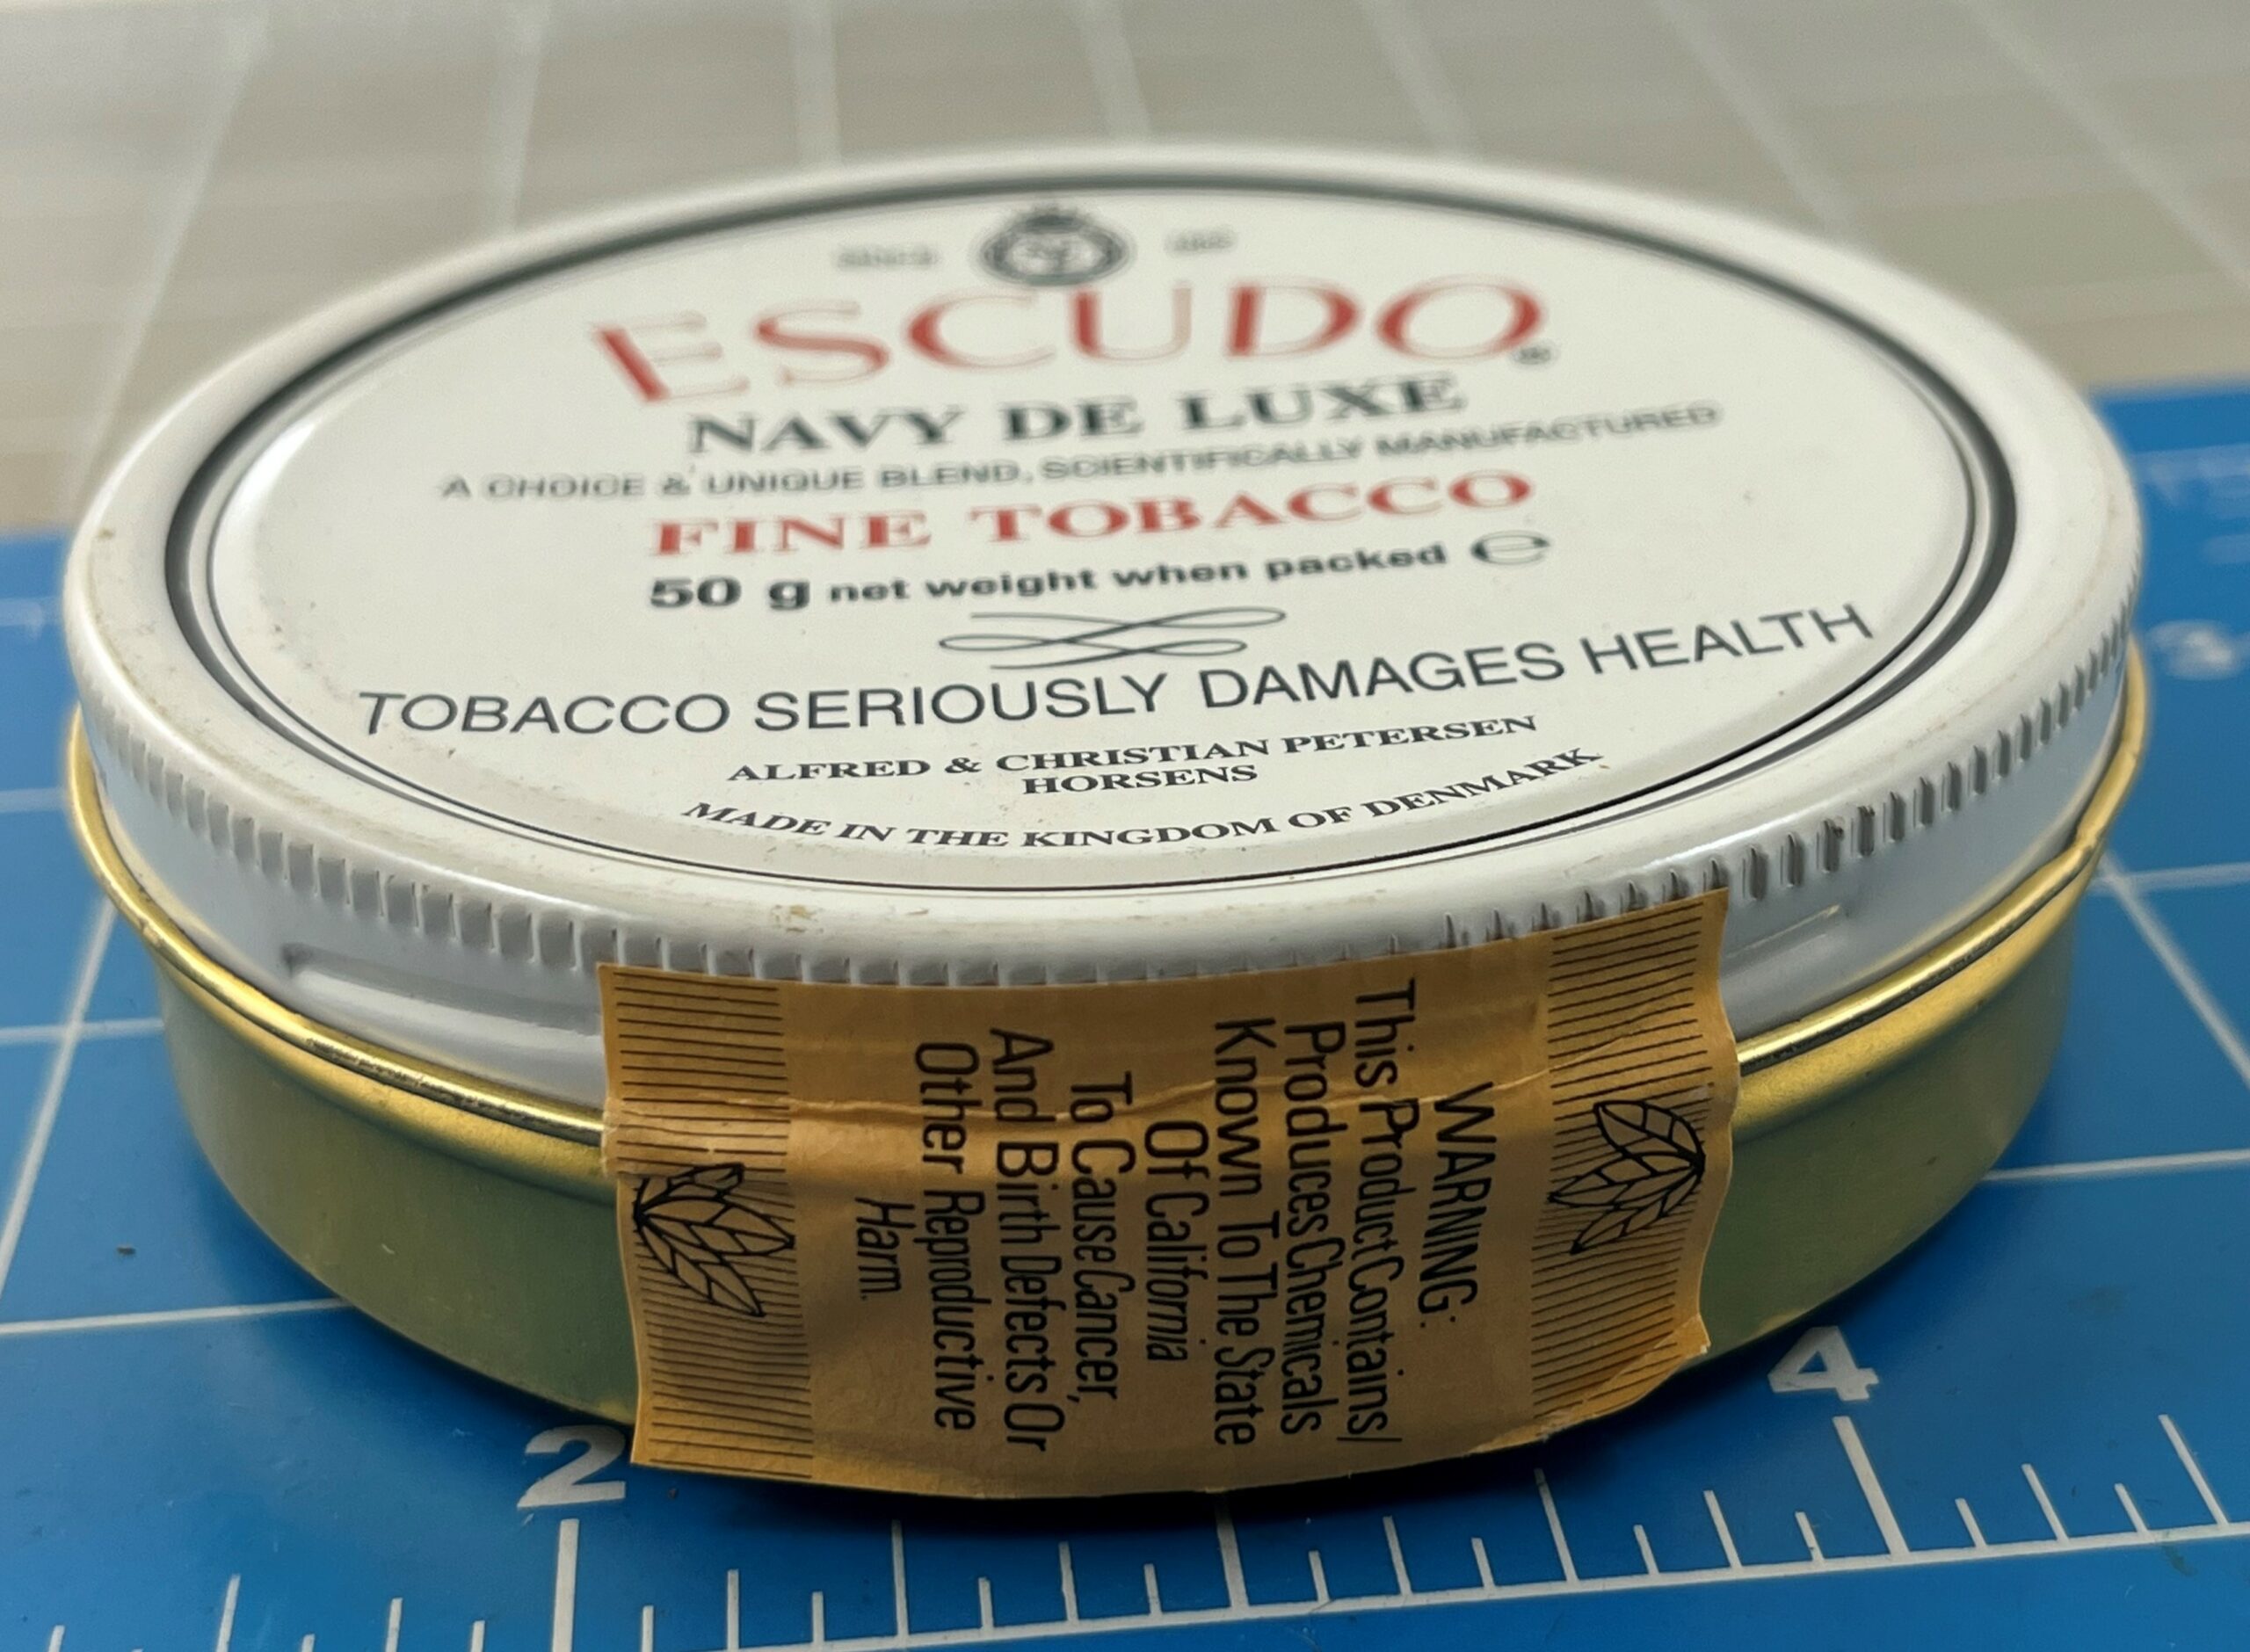 ESCUDO®
NAVY DE LUXE
A CHOICE & UNIQUE BLEND, SCIENTIFICALLY MANUFACTURED
FINE TOBACCO
50 g net weight when packed ℮
TOBACCO SERIOUSLY DAMAGES HEALTH
ALFRED & CHRISTIAN PETERSEN
HORSENS
MADE IN THE KINGDOM OF DENMARK
WARNING:
This Product Contains/
Produces Chemicals
Known To The State
Of California
To Cause Cancer,
And Birth Defects Or
Other Reproductive
Harm.
3
2
4